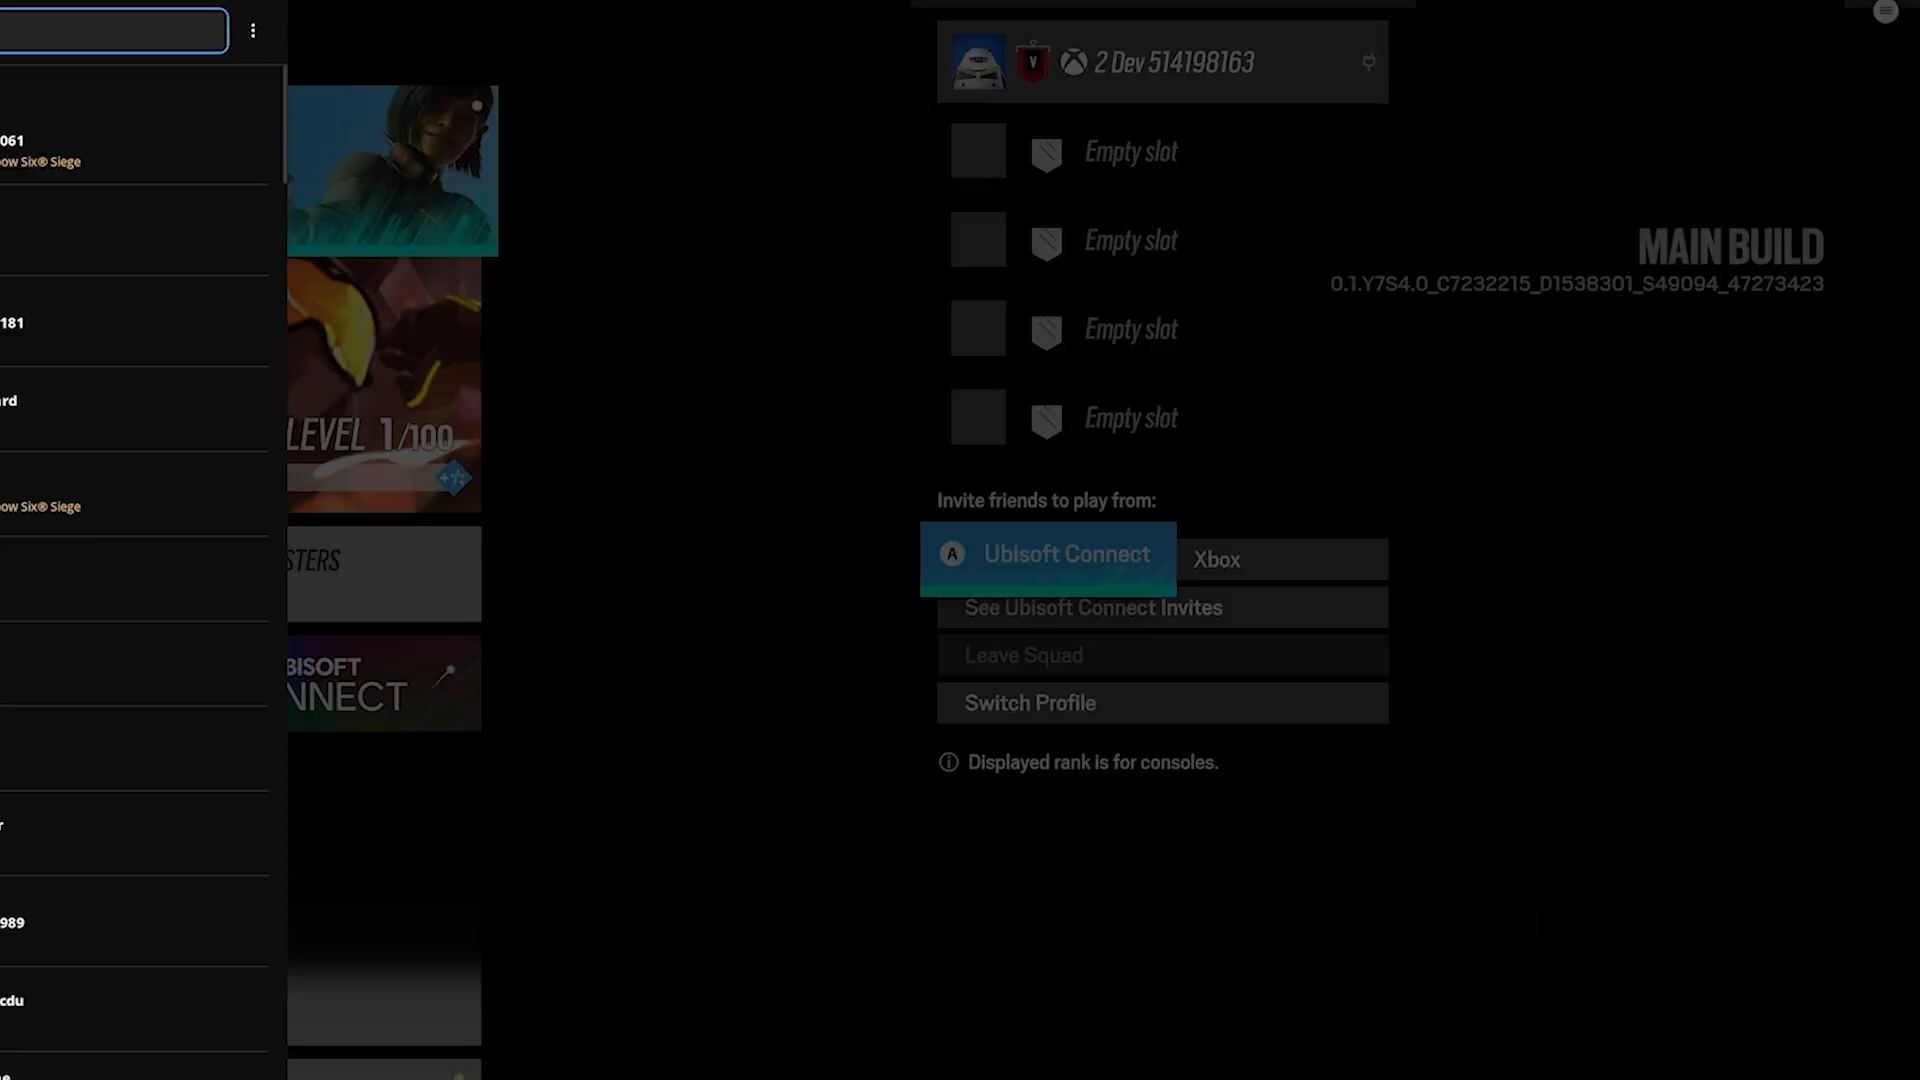 061
ow Six® Siege
181
rd
ow Six® Siege
r
989
cdu
LEVEL 1/100
STERS
BISOFT
NNECT
V 2 Dev 514198163
Empty slot
Empty slot
Empty slot
Empty slot
Invite friends to play from:
A Ubisoft Connect
Xbox
See Ubisoft Connect Invites
Leave Squad
Switch Profile
Displayed rank is for consoles.
MAIN BUILD
0.1.Y7S4.0_C7232215_D1538301_S49094_47273423